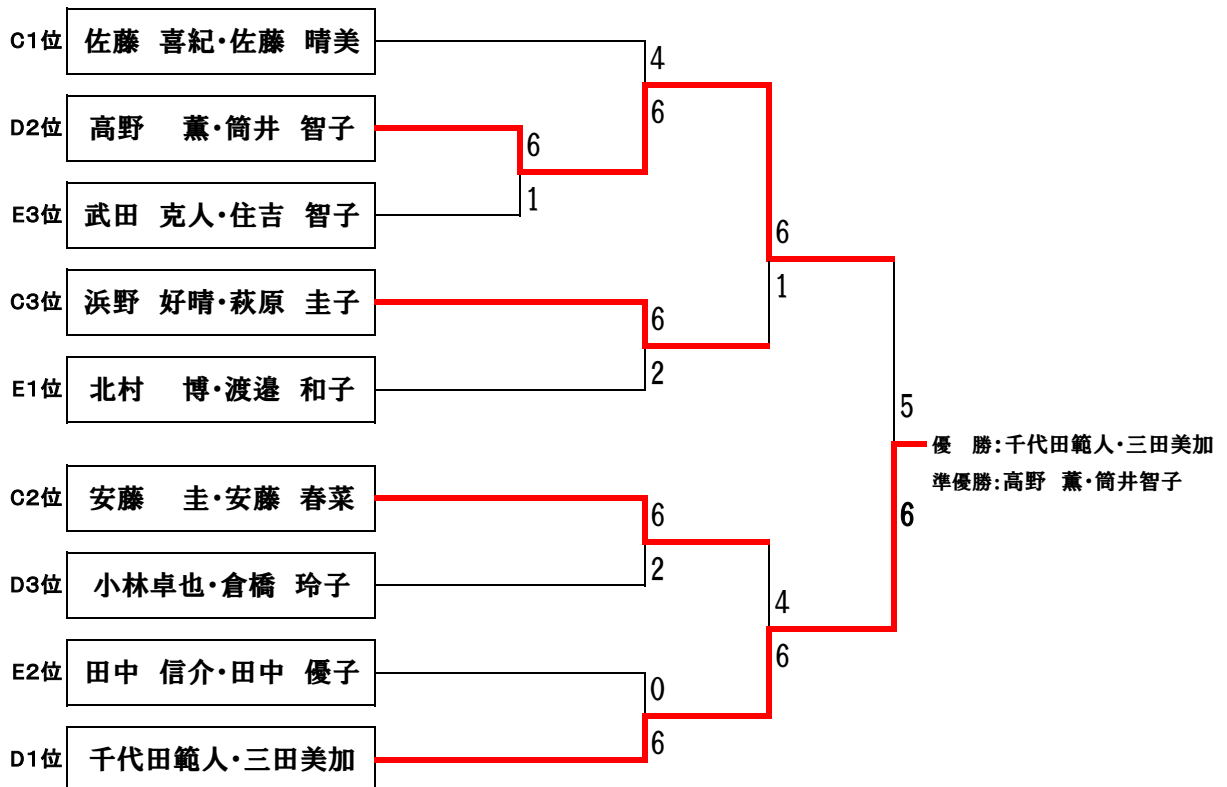 C1位 佐藤 喜紀・佐藤 晴美
4
D2位 高野 薫・筒井 智子
6
6
1
E3位 武田 克人・住吉 智子
6
1
C3位 浜野 好晴・萩原 圭子
6
2
E1位 北村 博・渡邉 和子
5
優 勝:千代田範人・三田美加
準優勝:高野 薫・筒井智子
6
C2位 安藤 圭・安藤 春菜
6
2
D3位 小林卓也・倉橋 玲子
4
6
E2位 田中 信介・田中 優子
0
6
D1位 千代田範人・三田美加